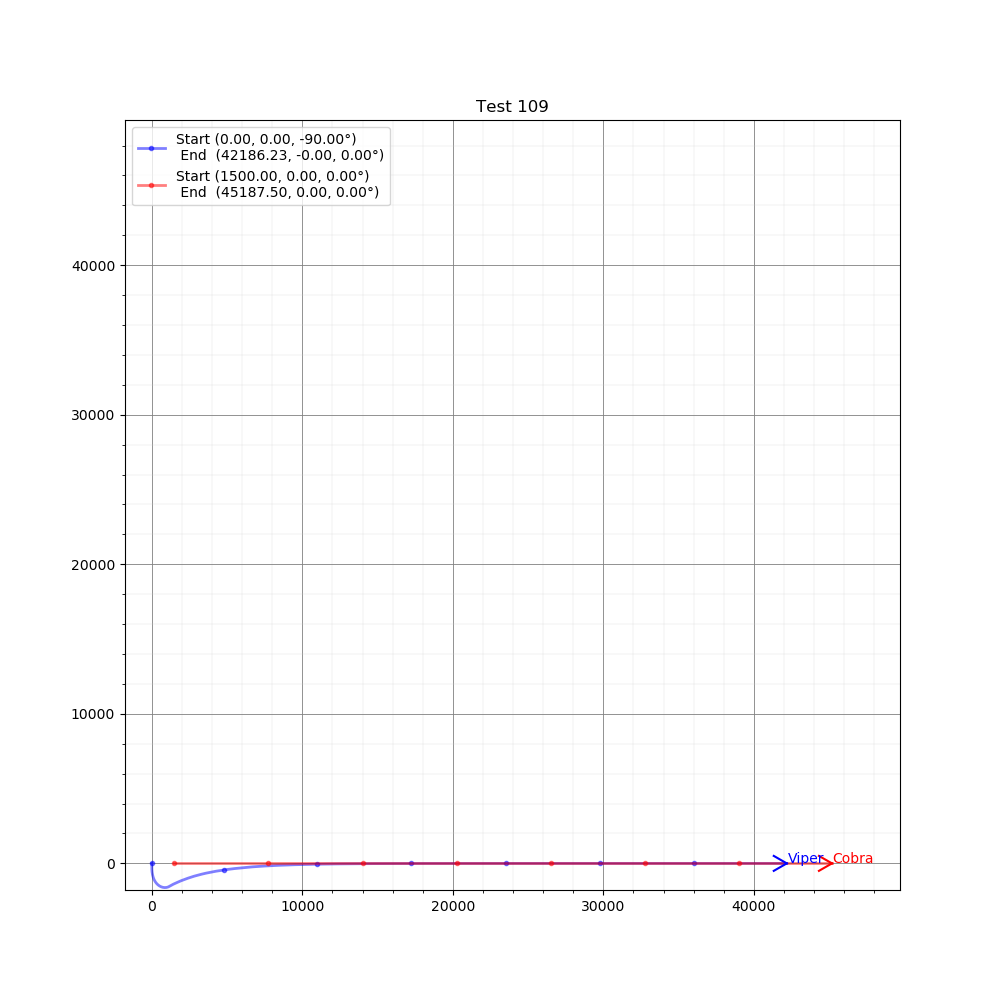 Test 109
Start (0.00, 0.00, -90.00°)
End  (42186.23, -0.00, 0.00°)
Start (1500.00, 0.00, 0.00°)
End  (45187.50, 0.00, 0.00°)
40000
30000
20000
10000
0
Viper
Cobra
0
10000
20000
30000
40000